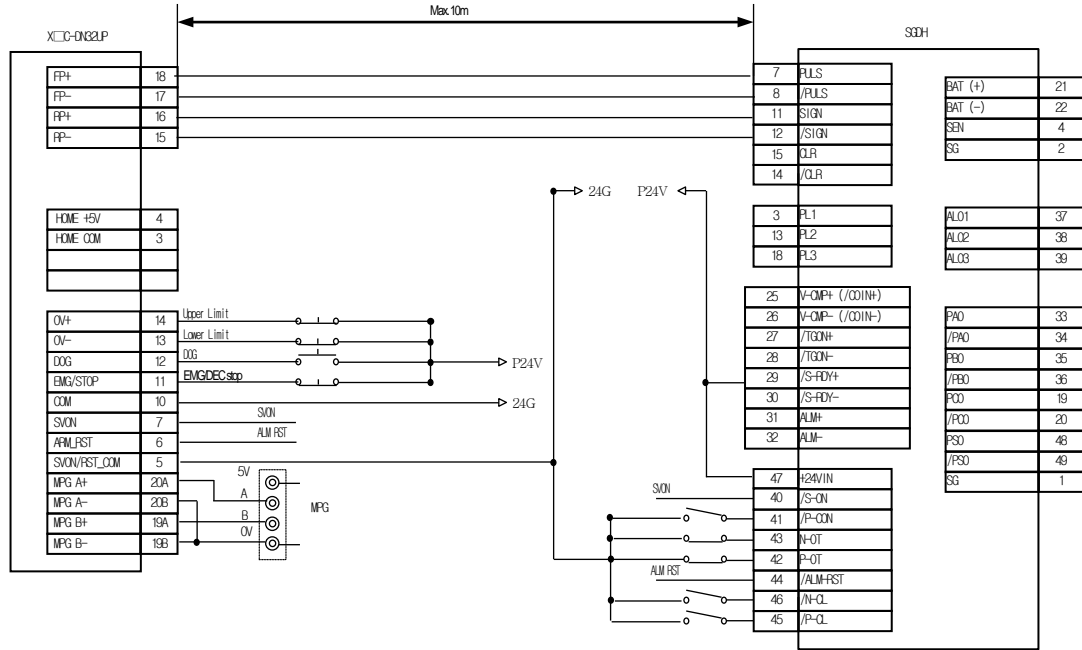 Max.10m
X□C-DN32UP
SGDH
FP+ 18
FP- 17
RP+ 16
RP- 15
HOME +5V 4
HOME COM 3
OV+ 14 Upper Limit
OV- 13 Lower Limit
DOG 12 DOG
EMG/STOP 11 EMG/DEC stop
COM 10
SVON 7 SVON
ARM_RST 6 ALM RST
SVON/RST_COM 5
MPG A+ 20A
MPG A- 20B
MPG B+ 19A
MPG B- 19B
P24V
24G
5V
A
B
0V
MPG
24G P24V
7 PULS
8 /PULS
11 SIGN
12 /SIGN
15 CLR
14 /CLR
3 PL1
13 PL2
18 PL3
25 V-CMP+ (/COIN+)
26 V-CMP- (/COIN-)
27 /TGON+
28 /TGON-
29 /S-RDY+
30 /S-RDY-
31 ALM+
32 ALM-
47 +24VIN
SVON 40 /S-ON
41 /P-CON
43 N-OT
42 P-OT
ALM RST 44 /ALM-RST
46 /N-CL
45 /P-CL
BAT (+) 21
BAT (-) 22
SEN 4
SG 2
ALO1 37
ALO2 38
ALO3 39
PAO 33
/PAO 34
PBO 35
/PBO 36
PCO 19
/PCO 20
PSO 48
/PSO 49
SG 1